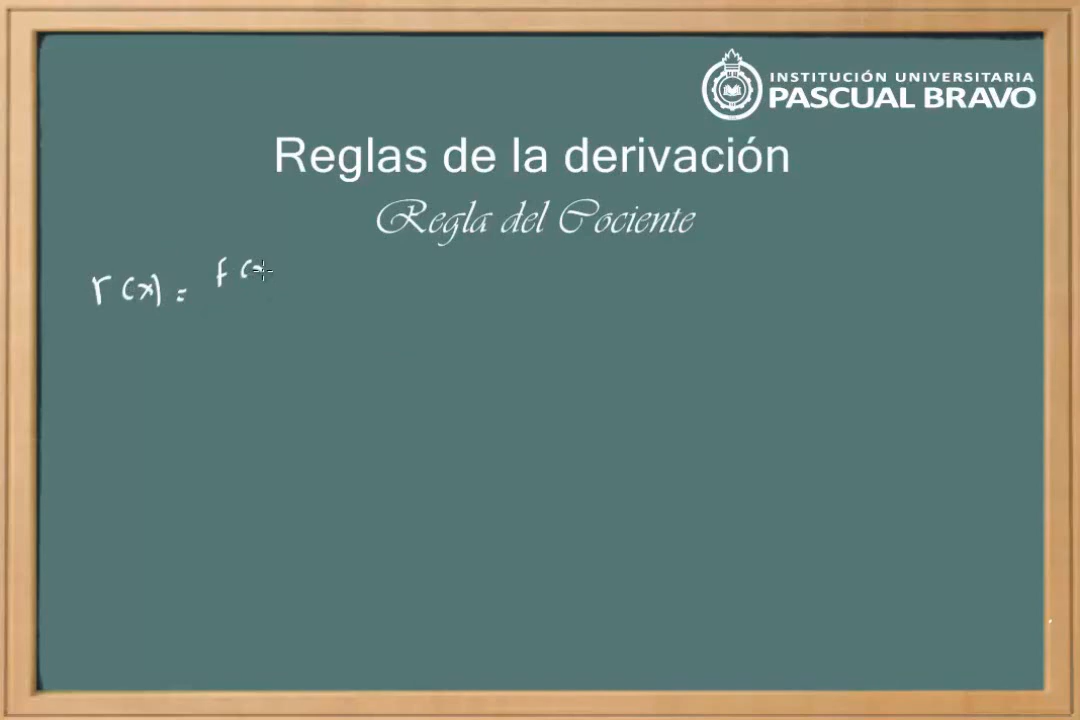 INSTITUCIÓN UNIVERSITARIA
PASCUAL BRAVO
Reglas de la derivación
Regla del Cociente
r(x) = f(x